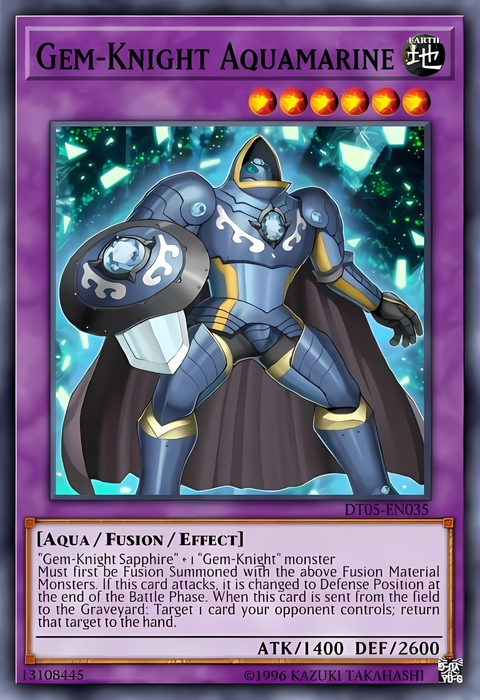 Gem-Knight Aquamarine
EARTH
地
DT05-EN035
[Aqua / Fusion / Effect]
"Gem-Knight Sapphire" + 1 "Gem-Knight" monster
Must first be Fusion Summoned with the above Fusion Material
Monsters. If this card attacks, it is changed to Defense Position at
the end of the Battle Phase. When this card is sent from the field
to the Graveyard: Target 1 card your opponent controls; return
that target to the hand.
ATK/1400 DEF/2600
13108445
©1996 KAZUKI TAKAHASHI